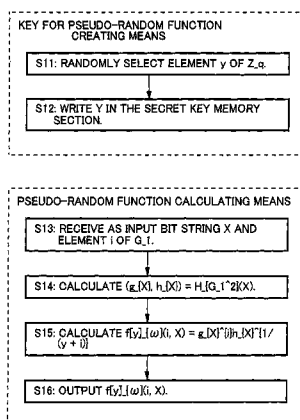 KEY FOR PSEUDO-RANDOM FUNCTION
CREATING MEANS
S11: RANDOMLY SELECT ELEMENT y OF Z_q.
S12: WRITE Y IN THE SECRET KEY MEMORY
SECTION.
PSEUDO-RANDOM FUNCTION CALCULATING MEANS
S13: RECEIVE AS INPUT BIT STRING X AND
ELEMENT i OF G_I.
S14: CALCULATE (g_{X}, h_{X}) = H_{G_1^2}(X).
S15: CALCULATE f{y}_{ω}(i, X) = g_{X}^{i}h_{X}^{1/
(y + i)}
S16: OUTPUT f{y}_{ω}(i, X).